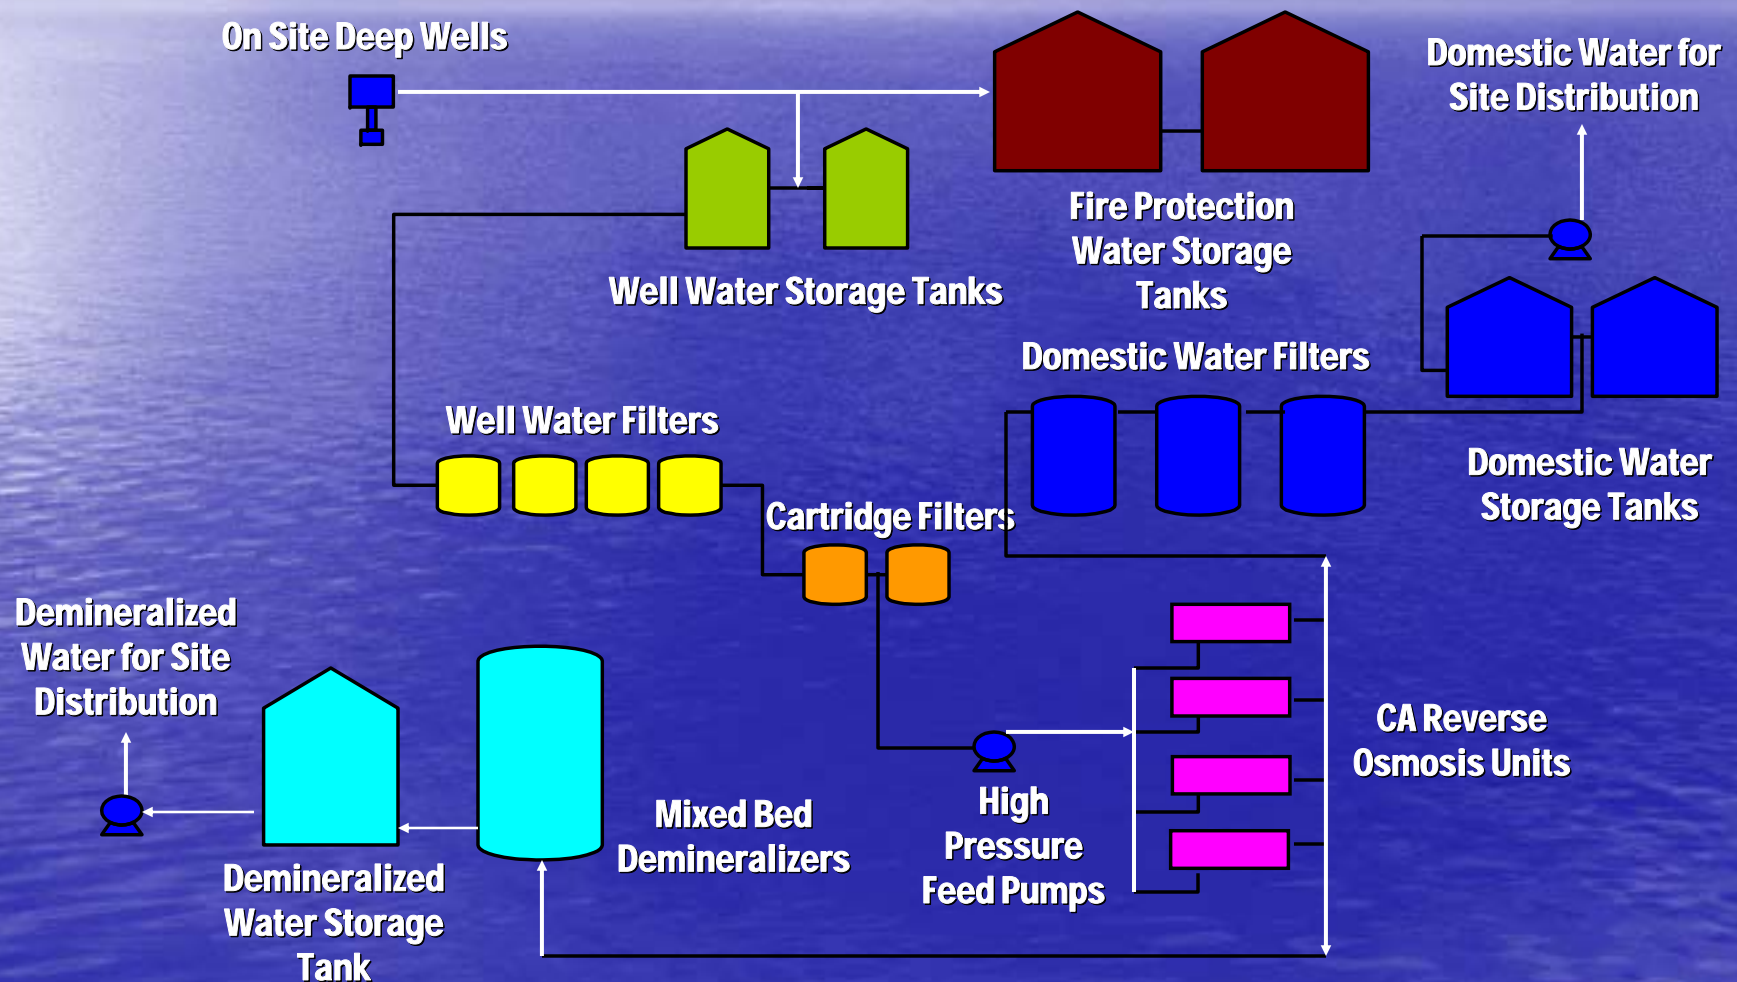 On Site Deep Wells
Domestic Water for
Site Distribution
Fire Protection
Water Storage
Tanks
Well Water Storage Tanks
Domestic Water Filters
Well Water Filters
Domestic Water
Storage Tanks
Cartridge Filters
Demineralized
Water for Site
Distribution
CA Reverse
Osmosis Units
High
Pressure
Feed Pumps
Mixed Bed
Demineralizers
Demineralized
Water Storage
Tank